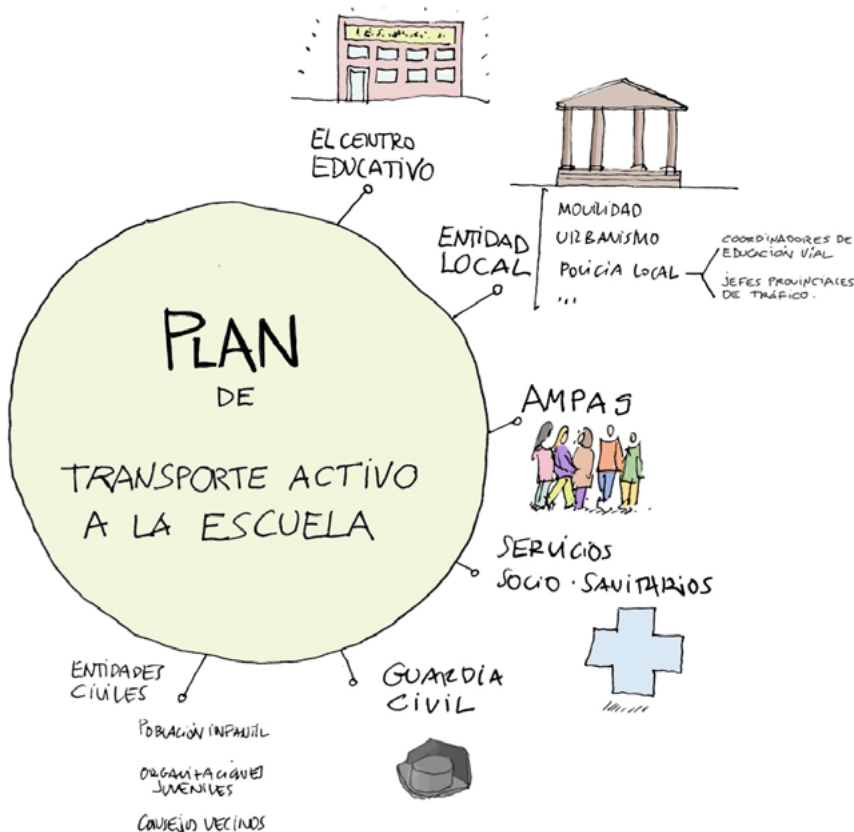 EL CENTRO
EDUCATIVO
ENTIDAD
LOCAL
MOVILIDAD
URBANISMO
POLICIA LOCAL
...
COORDINADORES DE
EDUCACIÓN VIAL
JEFES PROVINCIALES
DE TRÁFICO.
PLAN
DE
TRANSPORTE ACTIVO
A LA ESCUELA
AMPAS
SERVICIOS
SOCIO·SANITARIOS
GUARDIA
CIVIL
ENTIDADES
CIVILES
POBLACIÓN INFANTIL
ORGANIZACIONES
JUVENILES
CONSEJOS VECINOS